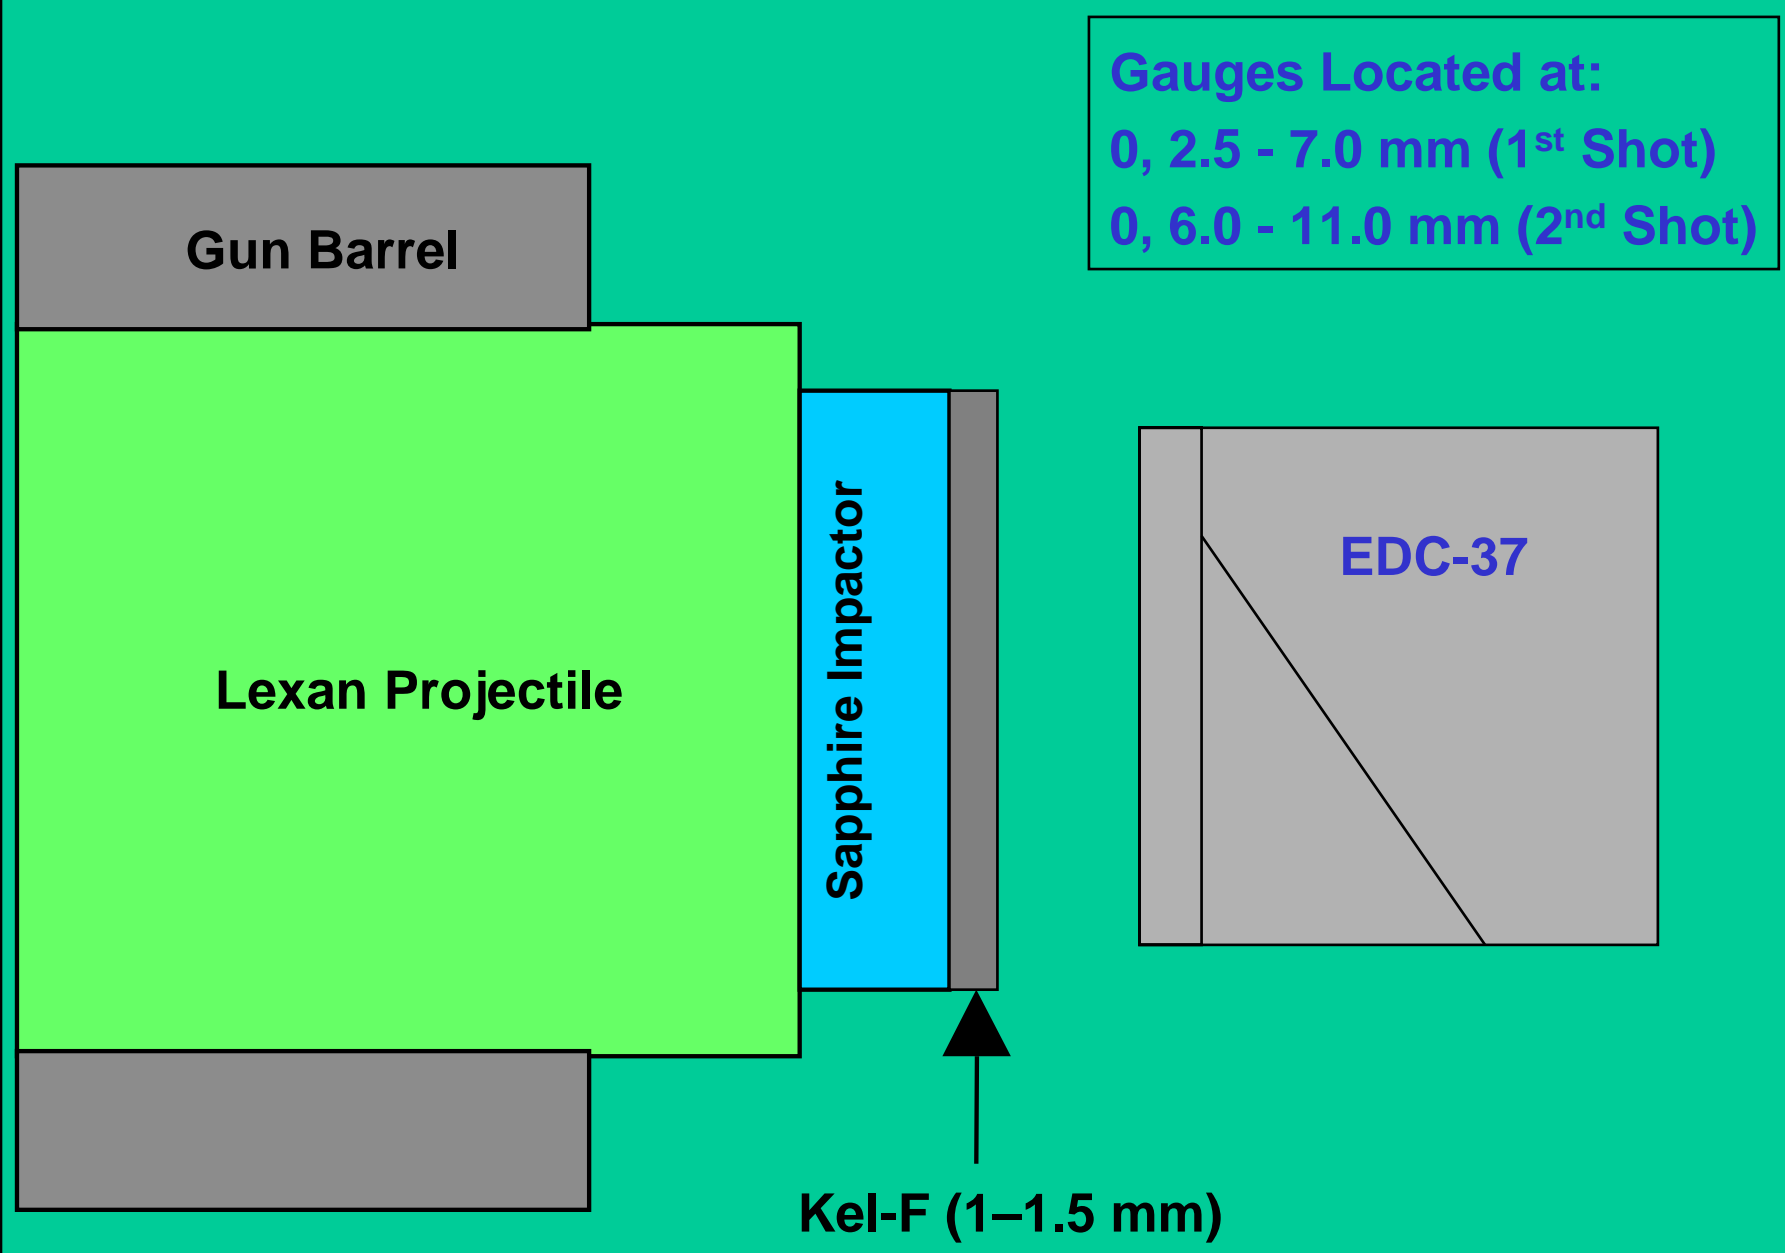 Gauges Located at:
0, 2.5 - 7.0 mm (1st Shot)
0, 6.0 - 11.0 mm (2nd Shot)
Gun Barrel
Lexan Projectile
Sapphire Impactor
EDC-37
Kel-F (1–1.5 mm)